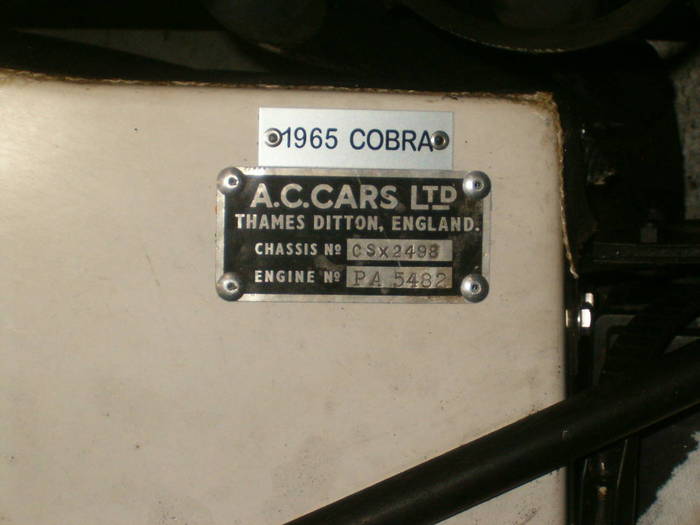 1965 COBRA
A.C.CARS LTD
THAMES DITTON, ENGLAND.
CHASSIS Nº CSX2498
ENGINE Nº PA 5482